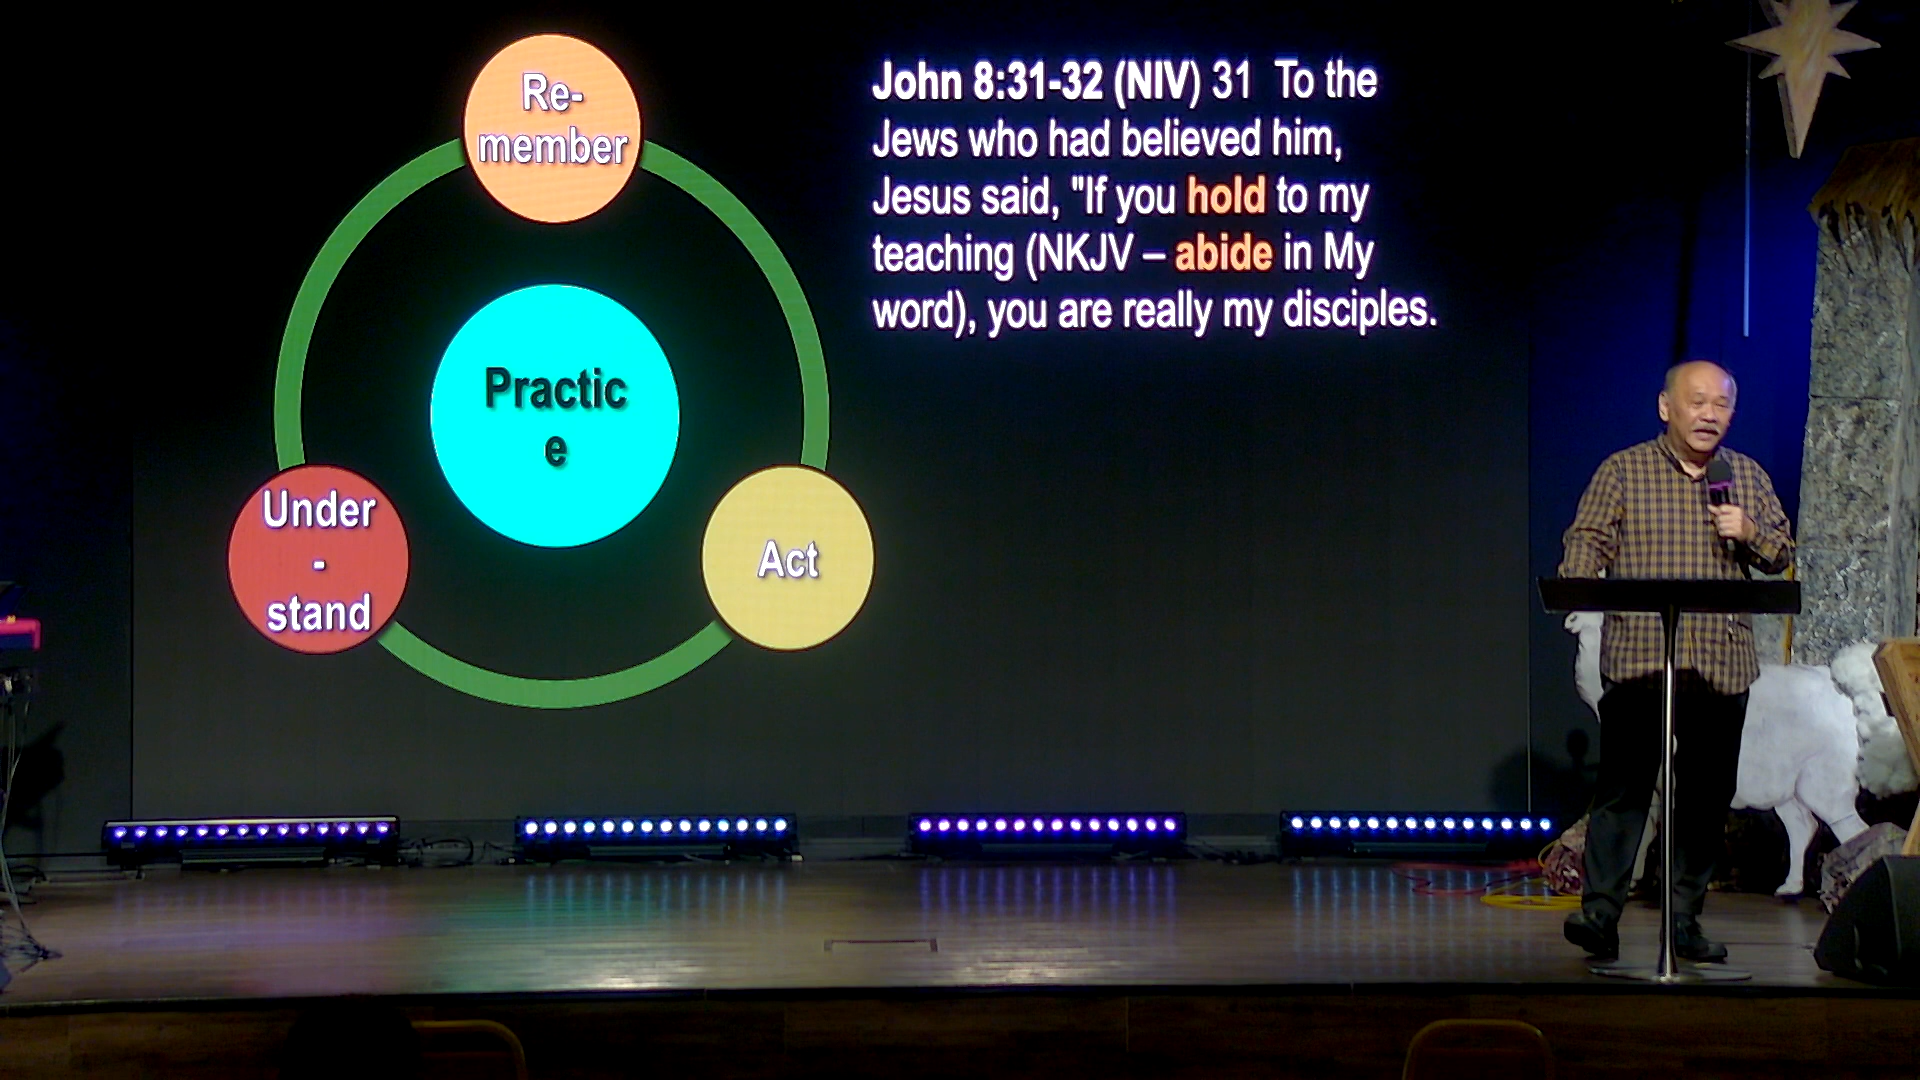 Re-
member
Practic
e
Under
-
stand
Act
John 8:31-32 (NIV) 31  To the
Jews who had believed him,
Jesus said, "If you hold to my
teaching (NKJV – abide in My
word), you are really my disciples.